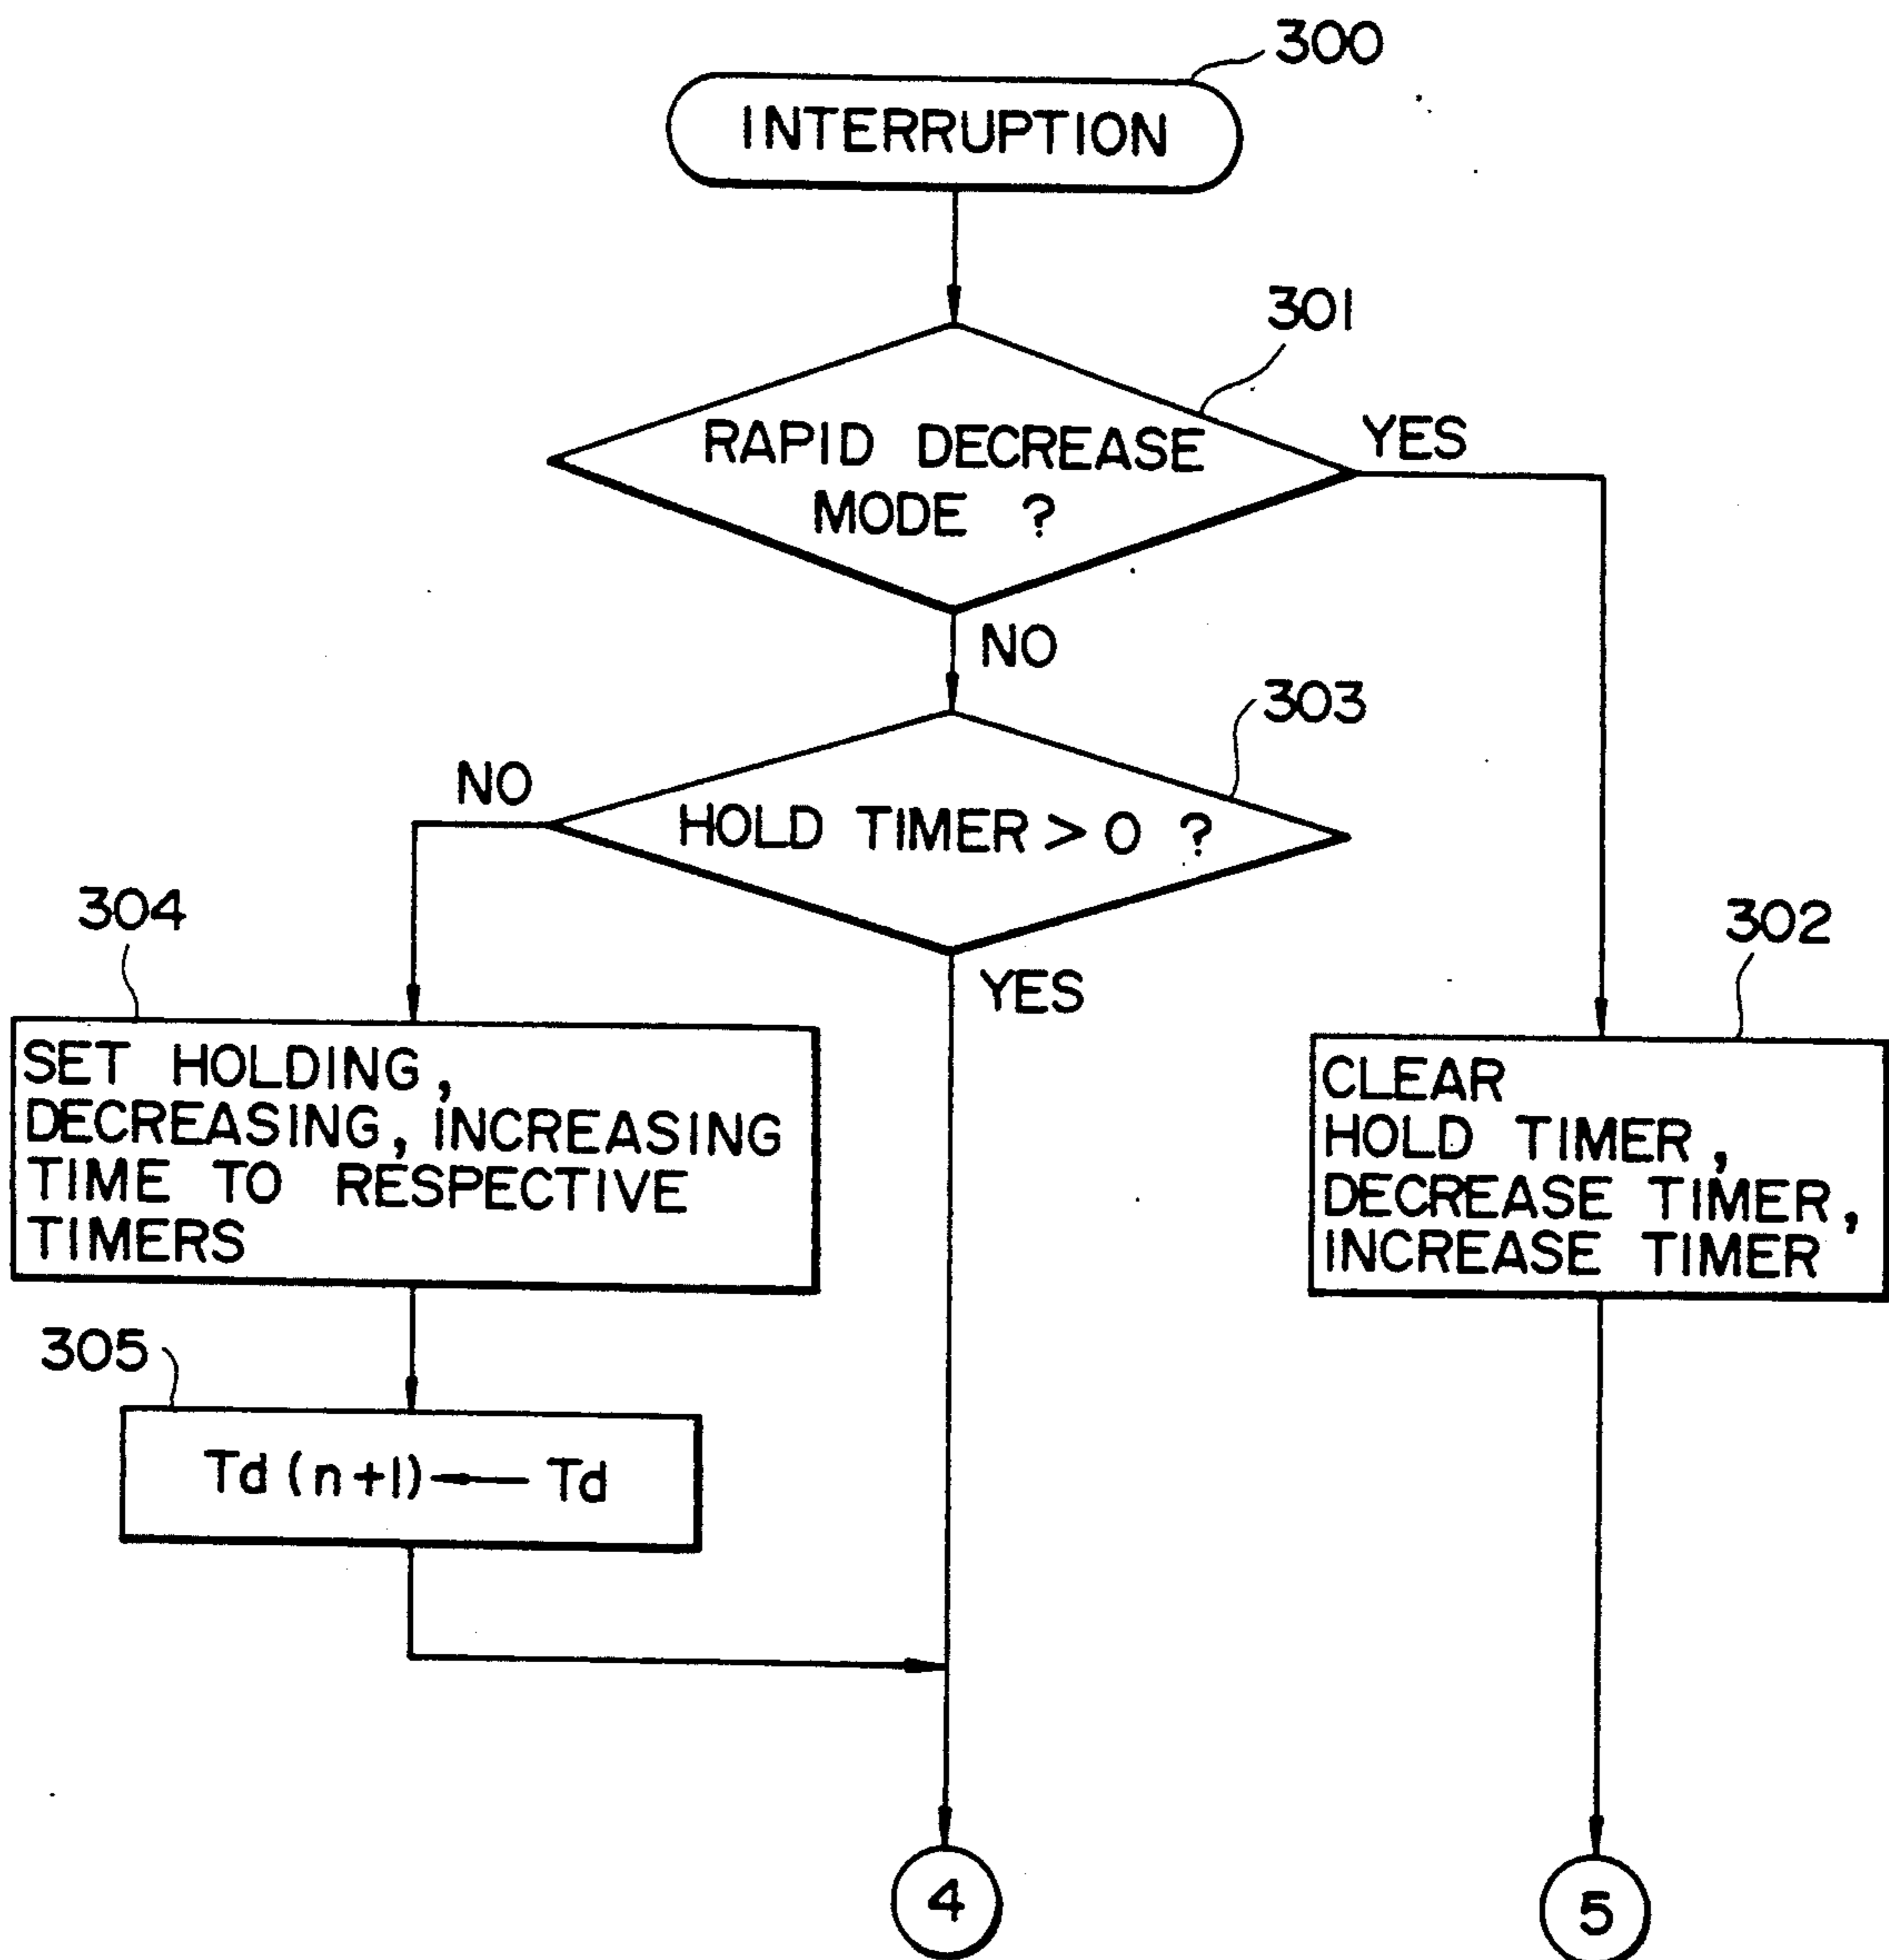 300
INTERRUPTION
301
RAPID DECREASE
MODE ?
YES
NO
303
NO
HOLD TIMER > 0 ?
YES
304
SET HOLDING,
DECREASING, INCREASING
TIME TO RESPECTIVE
TIMERS
302
CLEAR
HOLD TIMER,
DECREASE TIMER,
INCREASE TIMER
305
Td (n+1) ← Td
4
5